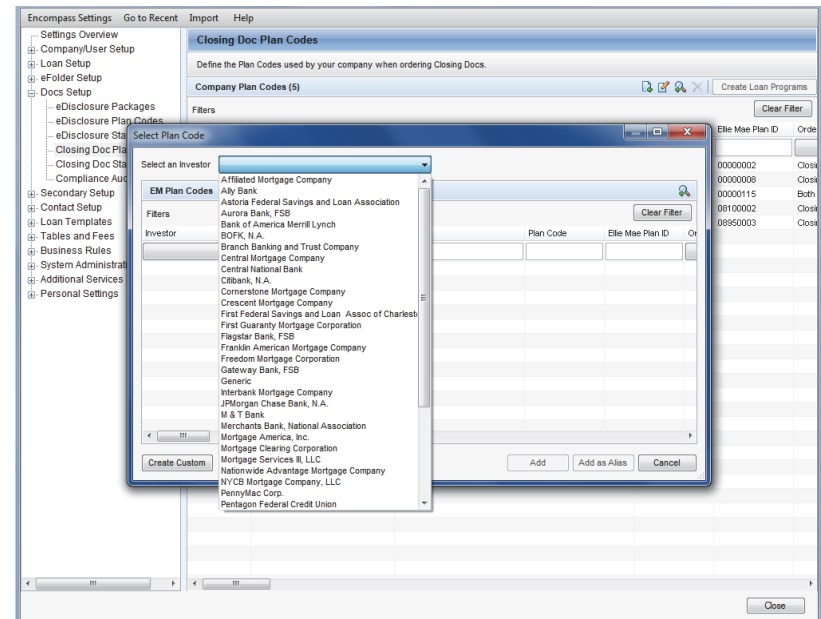 Encompass Settings Go to Recent Import Help
Settings Overview
Company/User Setup
Loan Setup
eFolder Setup
Docs Setup
eDisclosure Packages
eDisclosure Plan Codes
eDisclosure Sta
Closing Doc Pla
Closing Doc Sta
Compliance Aud
Secondary Setup
Contact Setup
Loan Templates
Tables and Fees
Business Rules
System Administrati
Additional Services
Personal Settings
Closing Doc Plan Codes
Define the Plan Codes used by your company when ordering Closing Docs.
Company Plan Codes (5)
Create Loan Programs
Filters
Clear Filter
Ellie Mae Plan ID Orde
00000002 Closi
00000008 Closi
00000115 Both
08100002 Closi
08950003 Closi
Select Plan Code
Select an Investor
EM Plan Codes
Filters
Clear Filter
Investor
Plan Code Ellie Mae Plan ID Or
Affiliated Mortgage Company
Ally Bank
Astoria Federal Savings and Loan Association
Aurora Bank, FSB
Bank of America Merrill Lynch
BOFK, N.A.
Branch Banking and Trust Company
Central Mortgage Company
Central National Bank
Citibank, N.A.
Cornerstone Mortgage Company
Crescent Mortgage Company
First Federal Savings and Loan Assoc of Charlest
First Guaranty Mortgage Corporation
Flagstar Bank, FSB
Franklin American Mortgage Company
Freedom Mortgage Corporation
Gateway Bank, FSB
Generic
Interbank Mortgage Company
JPMorgan Chase Bank, N.A.
M & T Bank
Merchants Bank, National Association
Mortgage America, Inc.
Mortgage Clearing Corporation
Mortgage Services III, LLC
Nationwide Advantage Mortgage Company
NYCB Mortgage Company, LLC
PennyMac Corp.
Pentagon Federal Credit Union
Create Custom
Add
Add as Alias
Cancel
Close